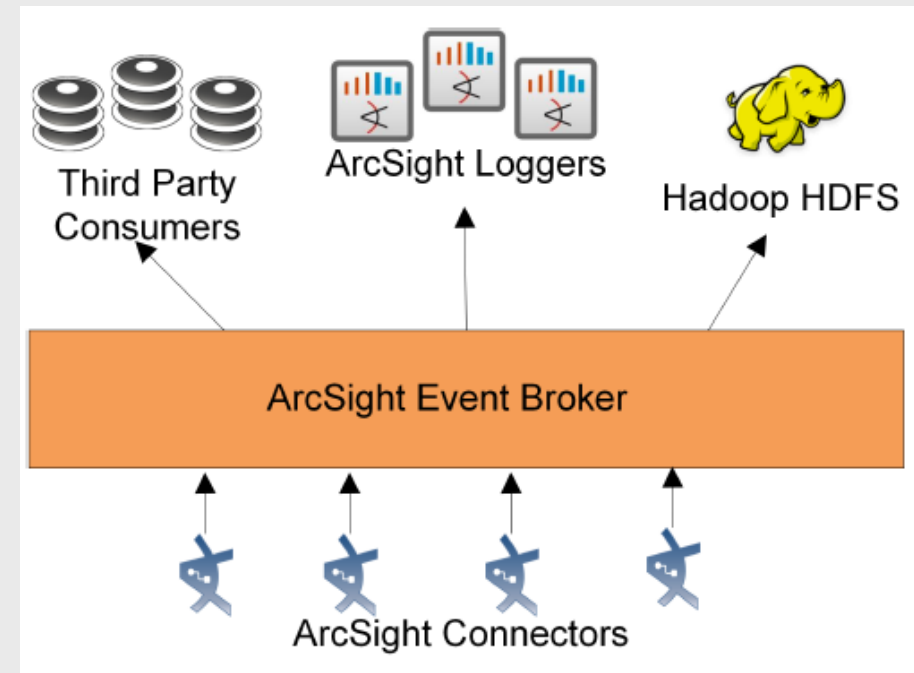 Third Party
Consumers
ArcSight Loggers
Hadoop HDFS
ArcSight Event Broker
ArcSight Connectors